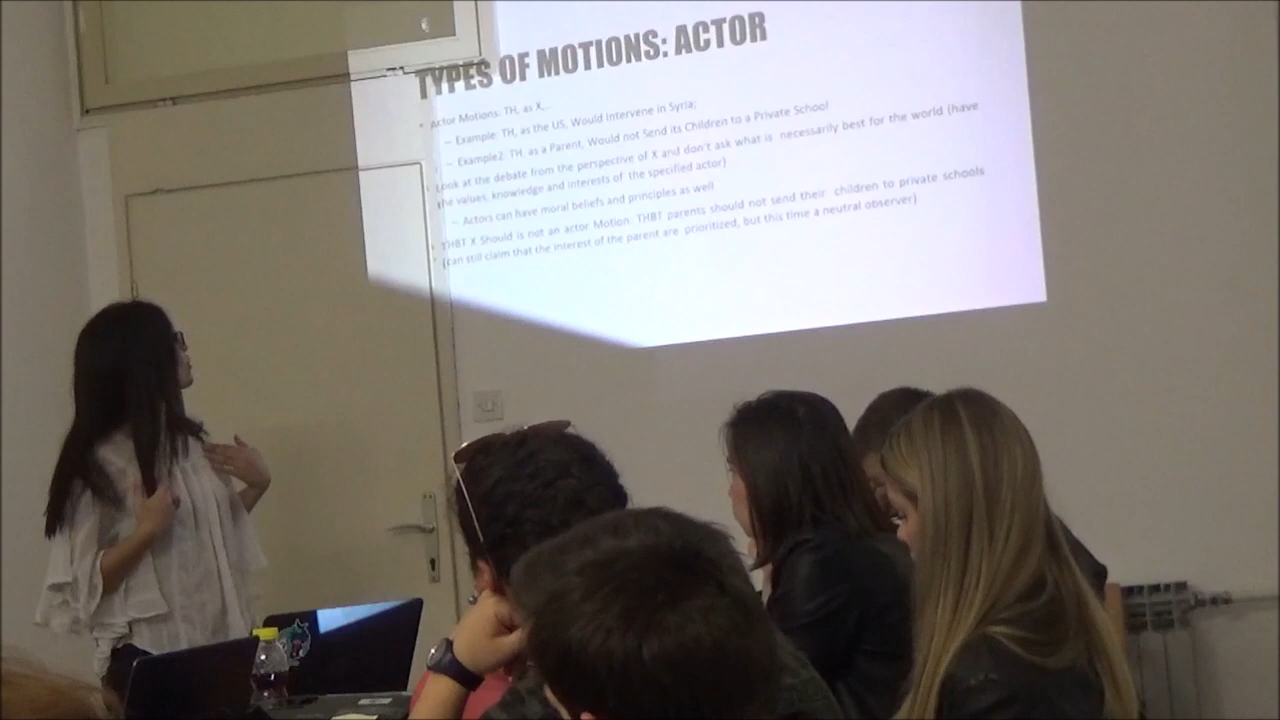 TYPES OF MOTIONS: ACTOR
• Actor Motions: TH, as X,..
– Example: TH, as the US, Would Intervene in Syria;
– Example2: TH, as a Parent, Would not Send its Children to a Private School
• Look at the debate from the perspective of X and don't ask what is necessarily best for the world (have
the values, knowledge and interests of the specified actor)
– Actors can have moral beliefs and principles as well
• THBT X Should is not an actor Motion: THBT parents should not send their children to private schools
• (can still claim that the interest of the parent are prioritized, but this time a neutral observer)